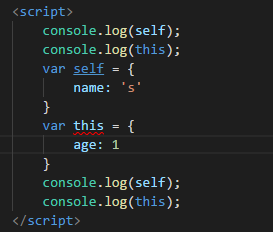 <script>
    console.log(self);
    console.log(this);
    var self = {
        name: 's'
    }
    var this = {
        age: 1
    }
    console.log(self);
    console.log(this);
</script>